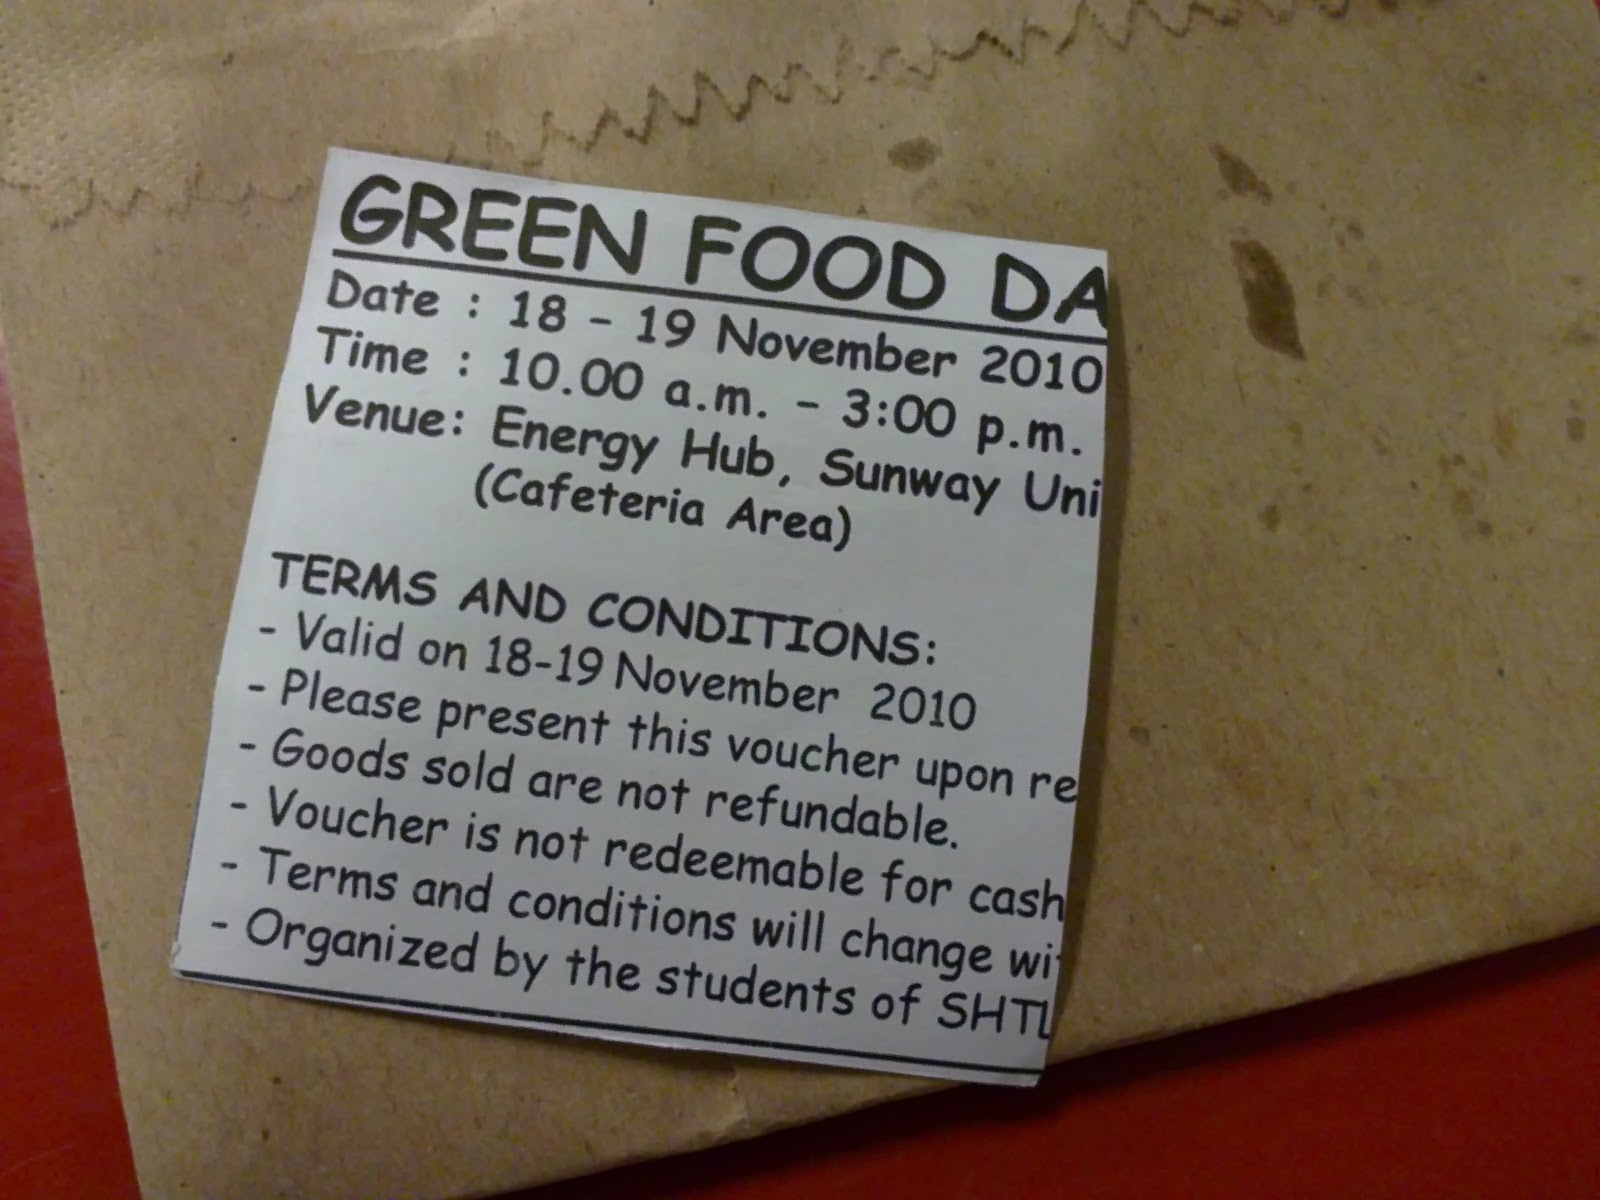 GREEN FOOD DA
Date : 18 - 19 November 2010
Time : 10.00 a.m. - 3:00 p.m.
Venue: Energy Hub, Sunway Uni
(Cafeteria Area)
TERMS AND CONDITIONS:
- Valid on 18-19 November 2010
- Please present this voucher upon re
- Goods sold are not refundable.
- Voucher is not redeemable for cash
- Terms and conditions will change wi
- Organized by the students of SHTL